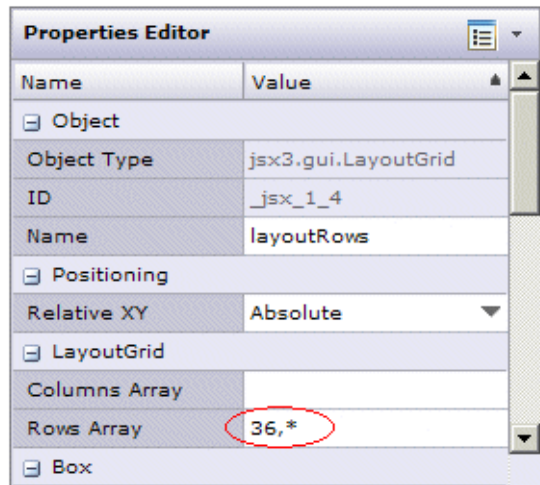 Properties Editor
Name Value
Object
Object Type jsx3.gui.LayoutGrid
ID _jsx_1_4
Name layoutRows
Positioning
Relative XY Absolute
LayoutGrid
Columns Array
Rows Array 36,*
Box